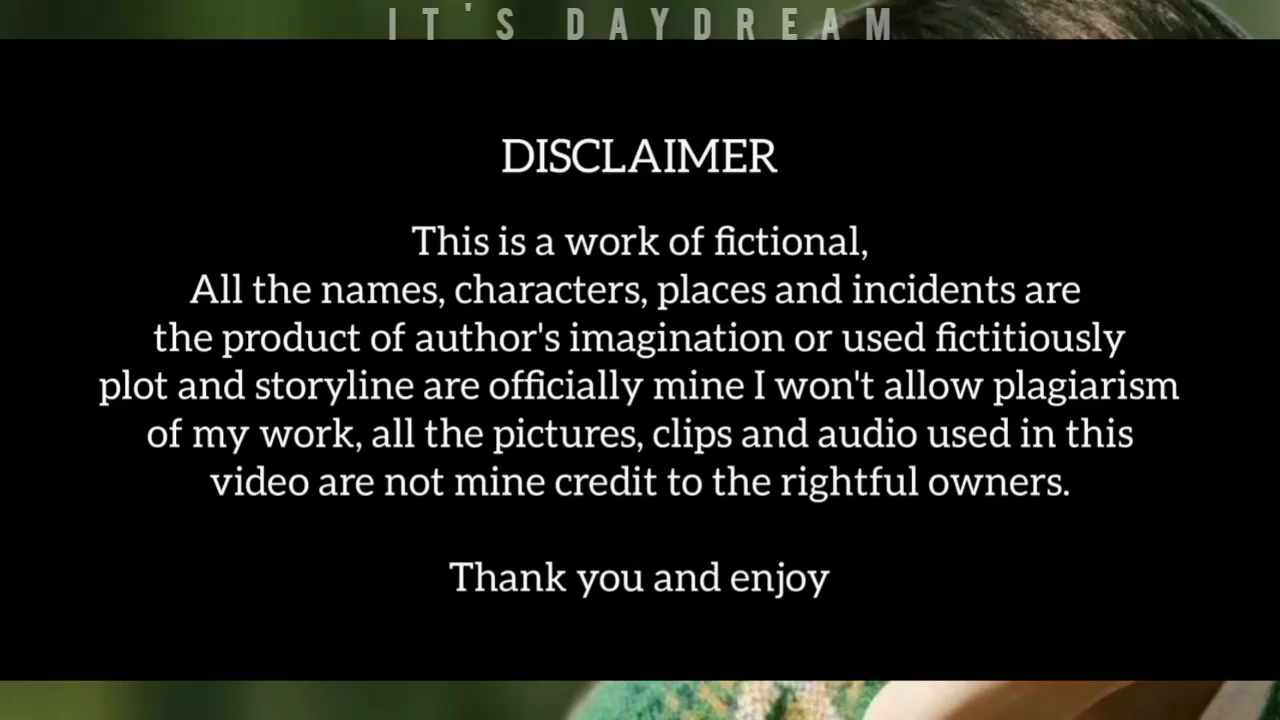 IT'S DAYDREAM
DISCLAIMER
This is a work of fictional,
All the names, characters, places and incidents are
the product of author's imagination or used fictitiously
plot and storyline are officially mine I won't allow plagiarism
of my work, all the pictures, clips and audio used in this
video are not mine credit to the rightful owners.
Thank you and enjoy